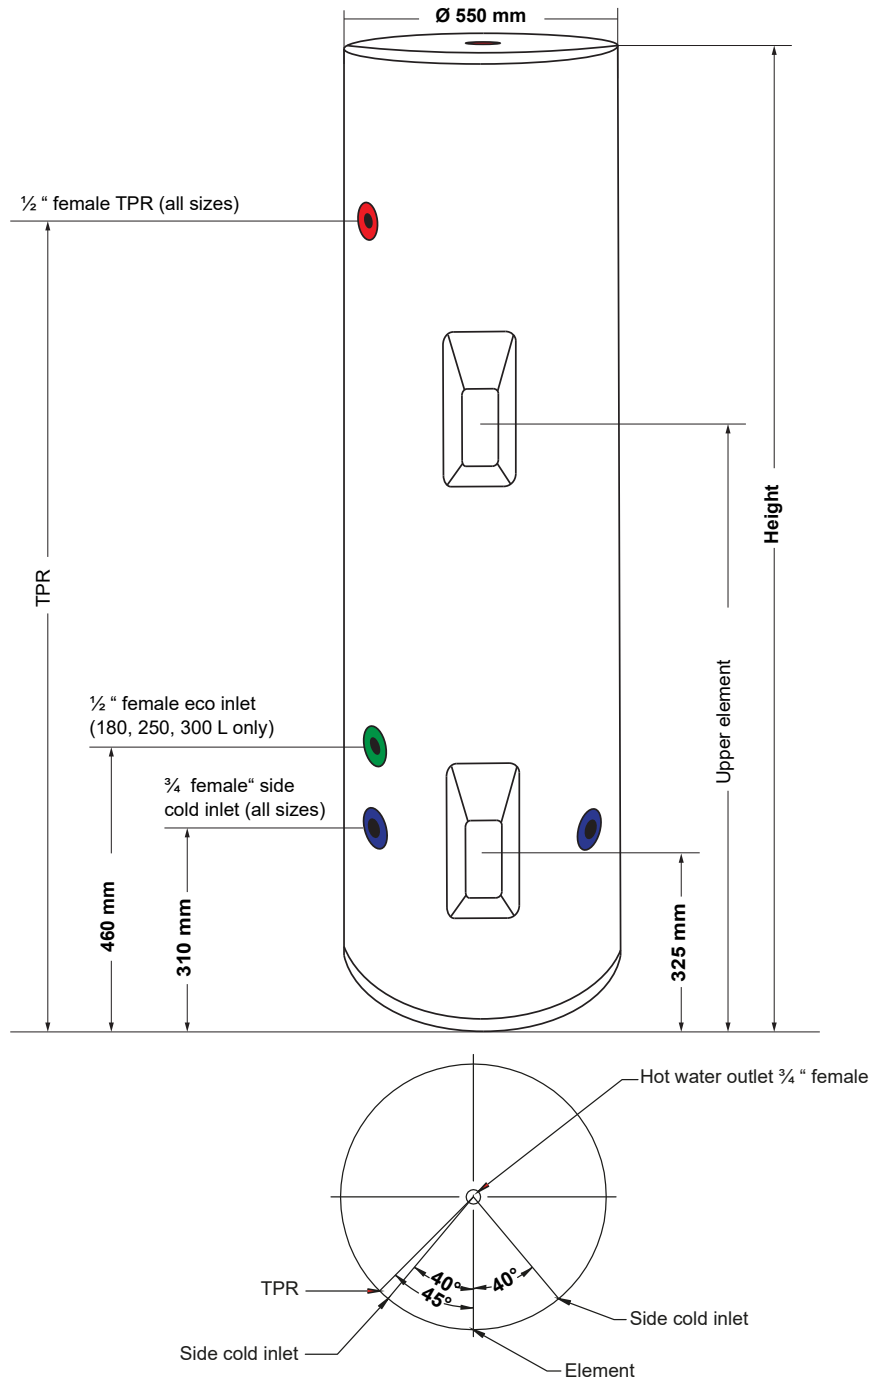 Ø 550 mm
½ “ female TPR (all sizes)
Height
TPR
Upper element
½ “ female eco inlet
(180, 250, 300 L only)
¾  female“ side
cold inlet (all sizes)
460 mm
310 mm
325 mm
Hot water outlet ¾ “ female
40°
40°
45°
TPR
Side cold inlet
Side cold inlet
Element